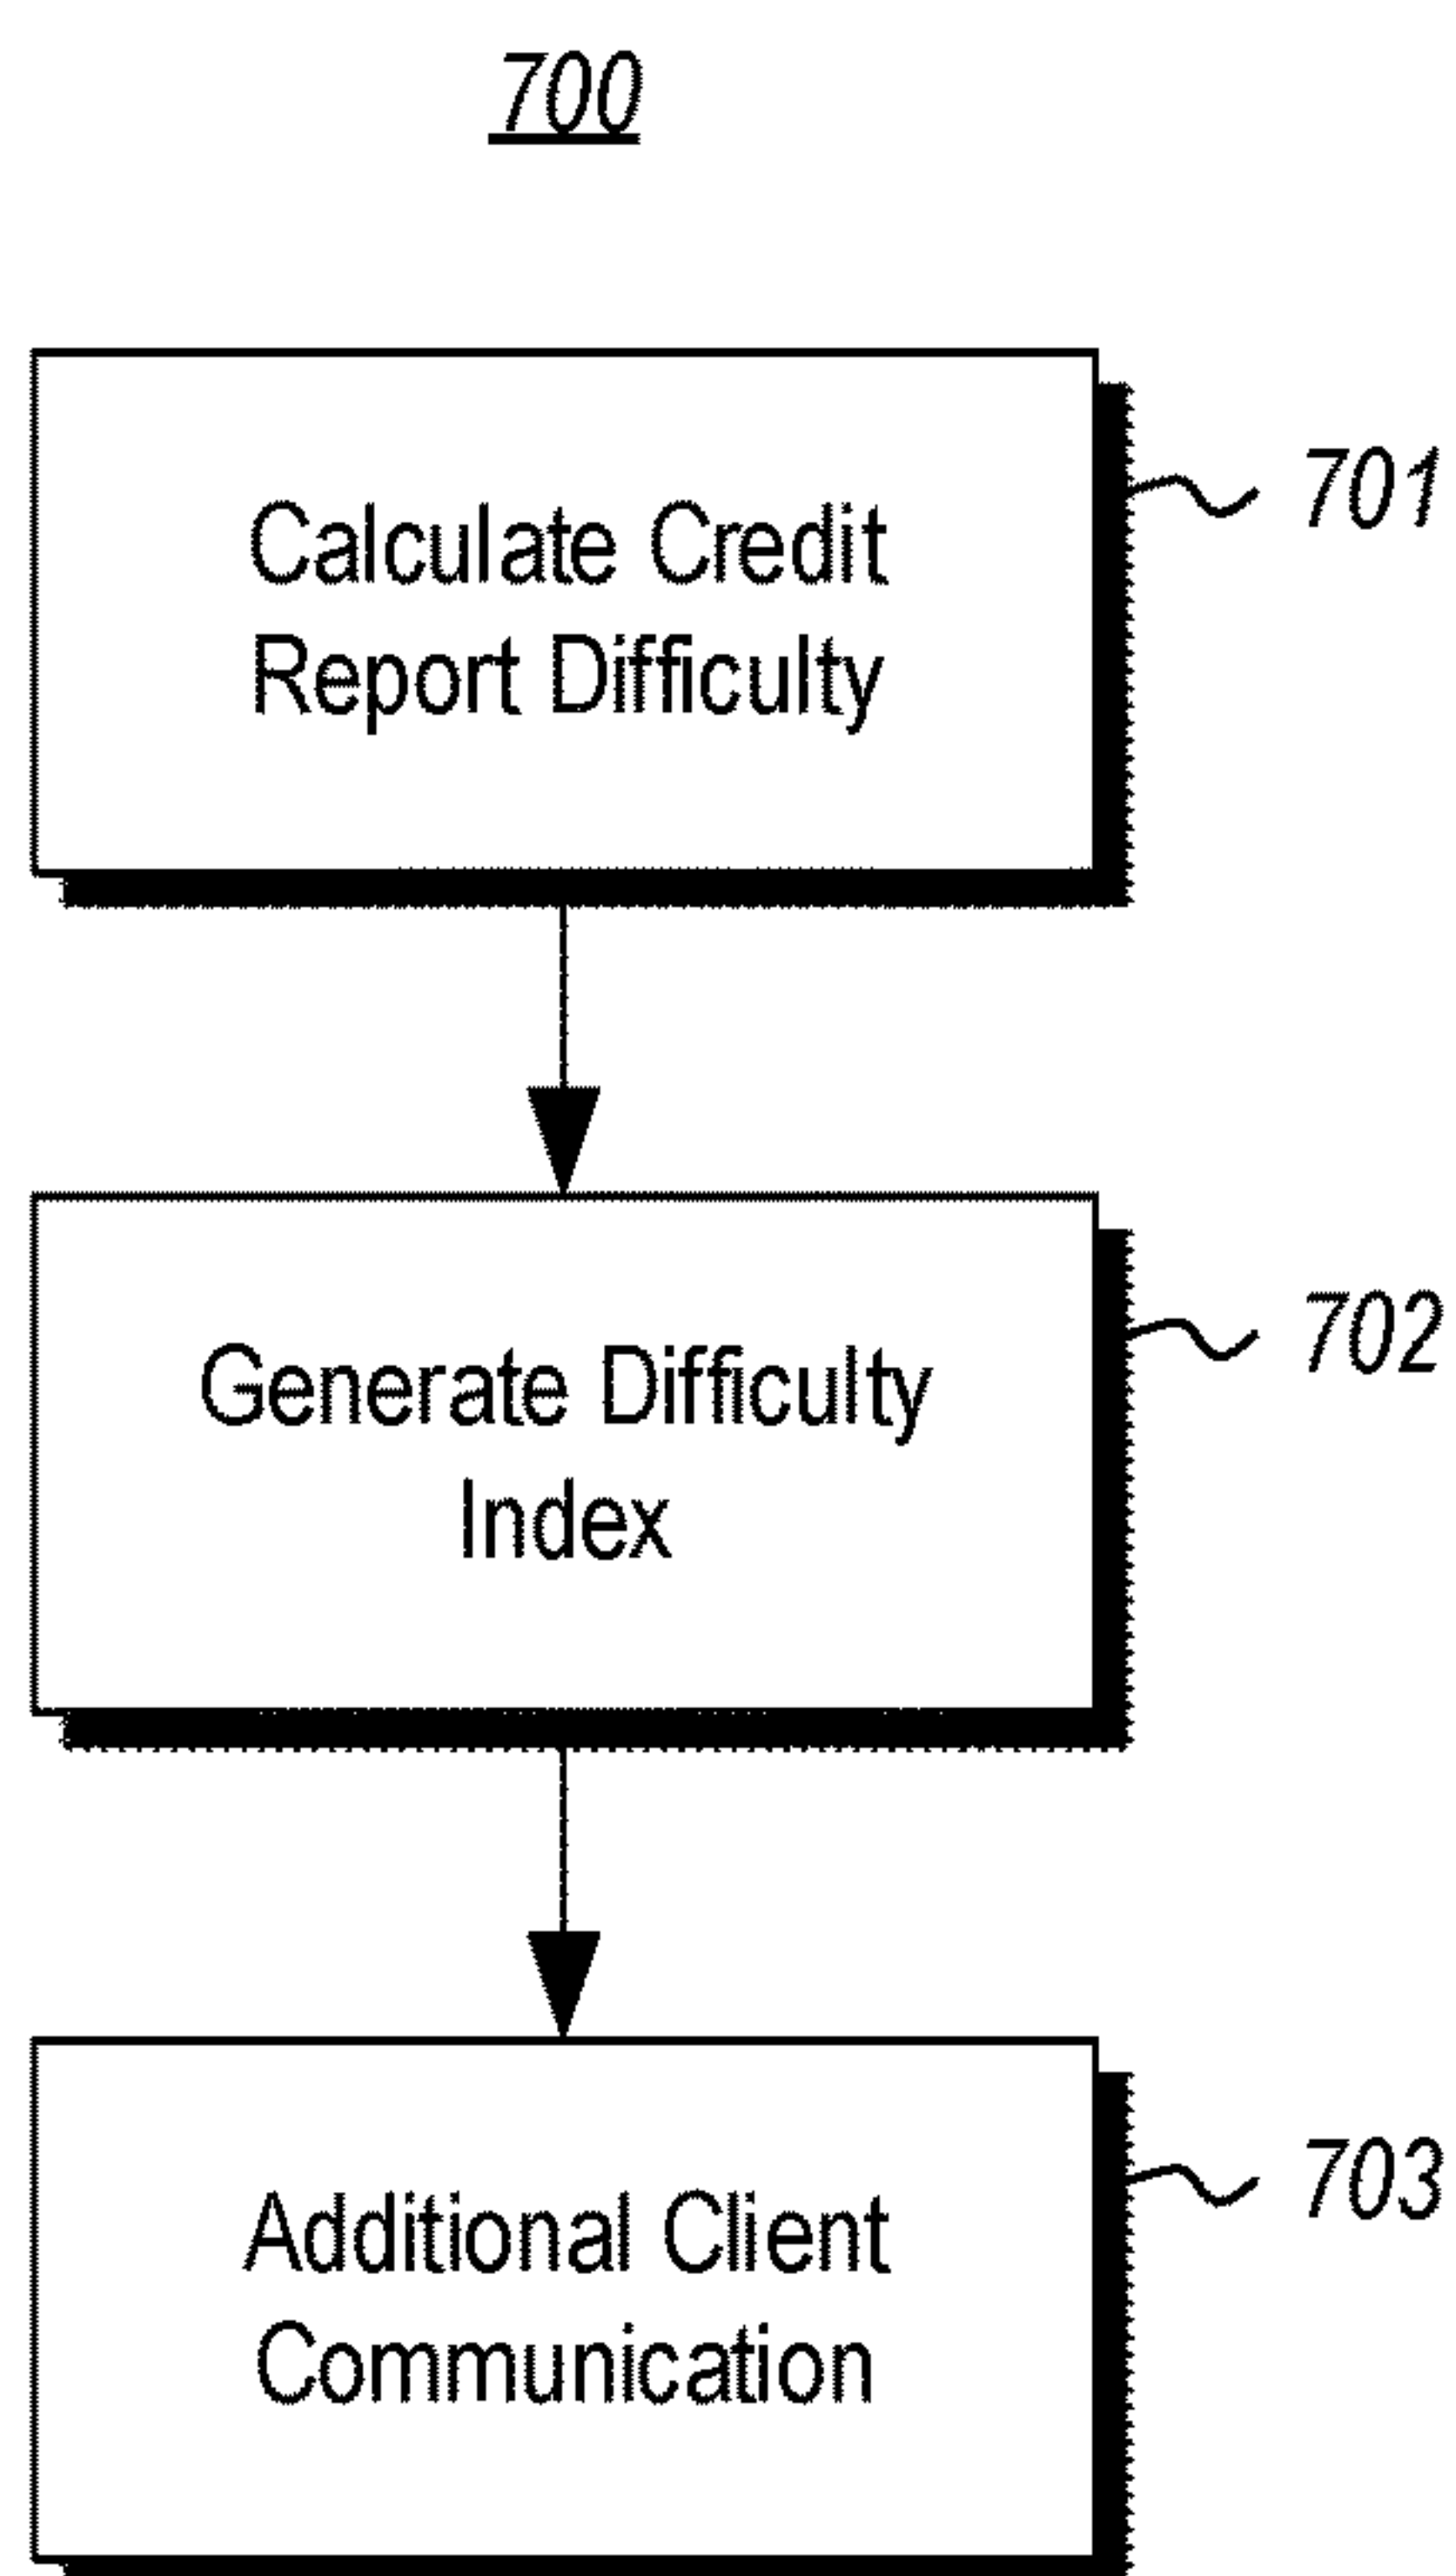 700
Calculate Credit
Report Difficulty
701
Generate Difficulty
Index
702
Additional Client
Communication
703